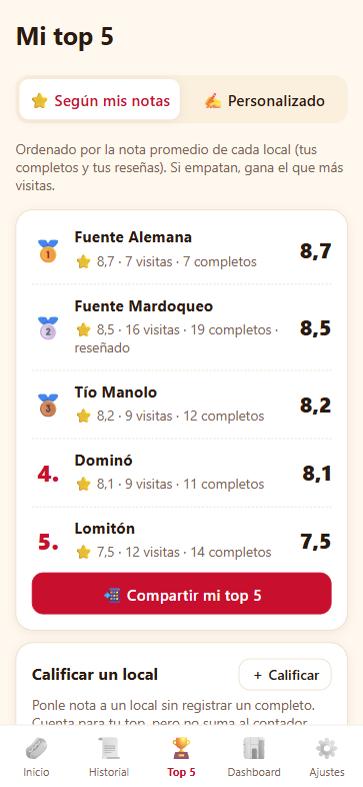 Mi top 5
Según mis notas
Personalizado
Ordenado por la nota promedio de cada local (tus
completos y tus reseñas). Si empatan, gana el que más
visitas.
1
Fuente Alemana
8,7 · 7 visitas · 7 completos
8,7
2
Fuente Mardoqueo
8,5 · 16 visitas · 19 completos ·
reseñado
8,5
3
Tío Manolo
8,2 · 9 visitas · 12 completos
8,2
4.
Dominó
8,1 · 9 visitas · 11 completos
8,1
5.
Lomitón
7,5 · 12 visitas · 14 completos
7,5
Compartir mi top 5
Calificar un local
+ Calificar
Ponle nota a un local sin registrar un completo.
Cuenta para tu top, pero no suma al contador
Inicio
Historial
Top 5
Dashboard
Ajustes